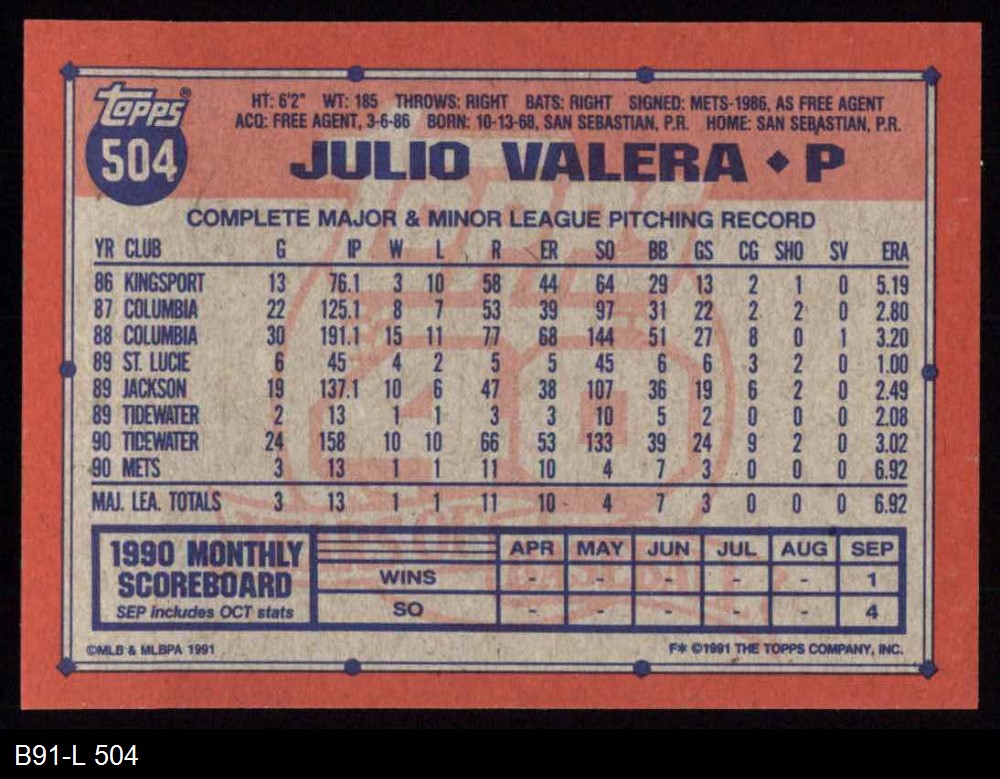 Topps®
504
HT: 6'2" WT: 185 THROWS: RIGHT BATS: RIGHT SIGNED: METS-1986, AS FREE AGENT
ACQ: FREE AGENT, 3-6-86 BORN: 10-13-68, SAN SEBASTIAN, P.R. HOME: SAN SEBASTIAN, P.R.
JULIO VALERA ◆ P
COMPLETE MAJOR & MINOR LEAGUE PITCHING RECORD
YR CLUB G IP W L R ER SO BB GS CG SHO SV ERA
86 KINGSPORT 13 76.1 3 10 58 44 64 29 13 2 1 0 5.19
87 COLUMBIA 22 125.1 8 7 53 39 97 31 22 2 2 0 2.80
88 COLUMBIA 30 191.1 15 11 77 68 144 51 27 8 0 1 3.20
89 ST. LUCIE 6 45 4 2 5 5 45 6 6 3 2 0 1.00
89 JACKSON 19 137.1 10 6 47 38 107 36 19 6 2 0 2.49
89 TIDEWATER 2 13 1 1 3 3 10 5 2 0 0 0 2.08
90 TIDEWATER 24 158 10 10 66 53 133 39 24 9 2 0 3.02
90 METS 3 13 1 1 11 10 4 7 3 0 0 0 6.92
MAJ. LEA. TOTALS 3 13 1 1 11 10 4 7 3 0 0 0 6.92
1990 MONTHLY
SCOREBOARD
SEP includes OCT stats
APR MAY JUN JUL AUG SEP
WINS - - - - - 1
SO - - - - - 4
©MLB & MLBPA 1991
F* ©1991 THE TOPPS COMPANY, INC.
B91-L 504